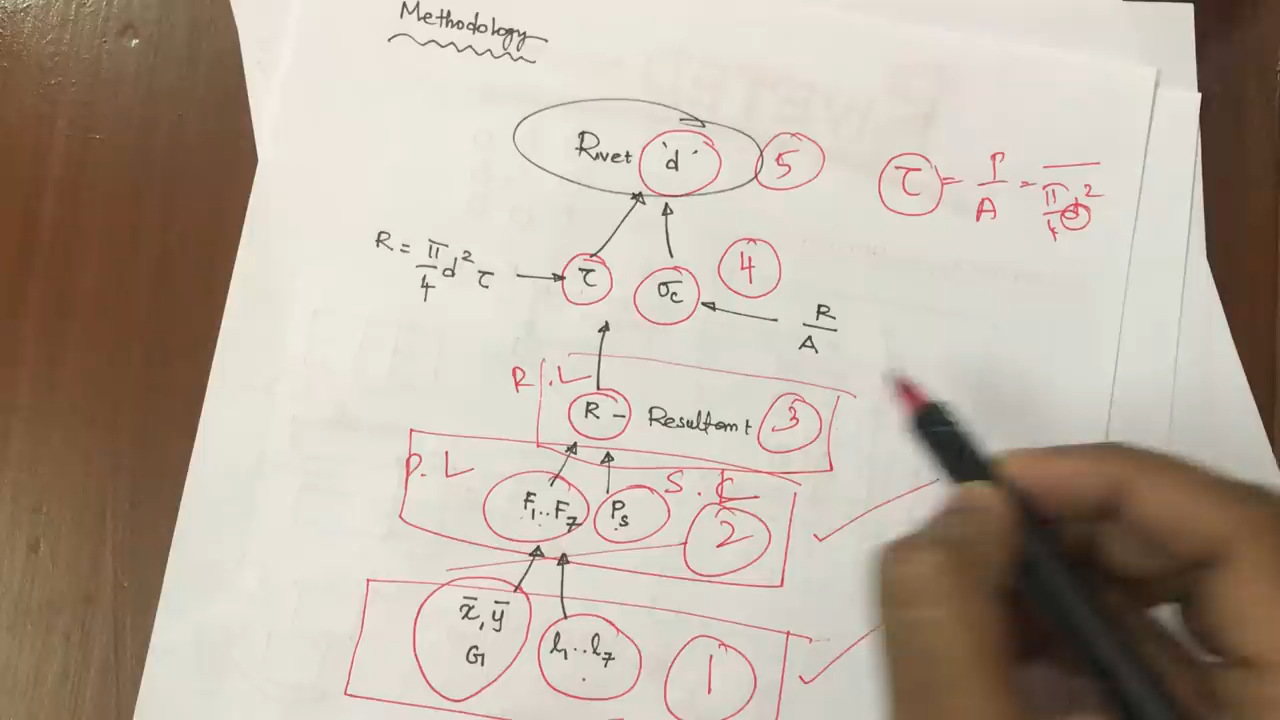 Methodology
Rivet 'd' 5
τ = P/A = π/4 d²
R = π/4 d² τ
τ σc 4
R/A
R.L
R - Resultant 3
P.L S.L
F₁..F₇ Ps 2
x̄, ȳ
G l₁..l₇ 1